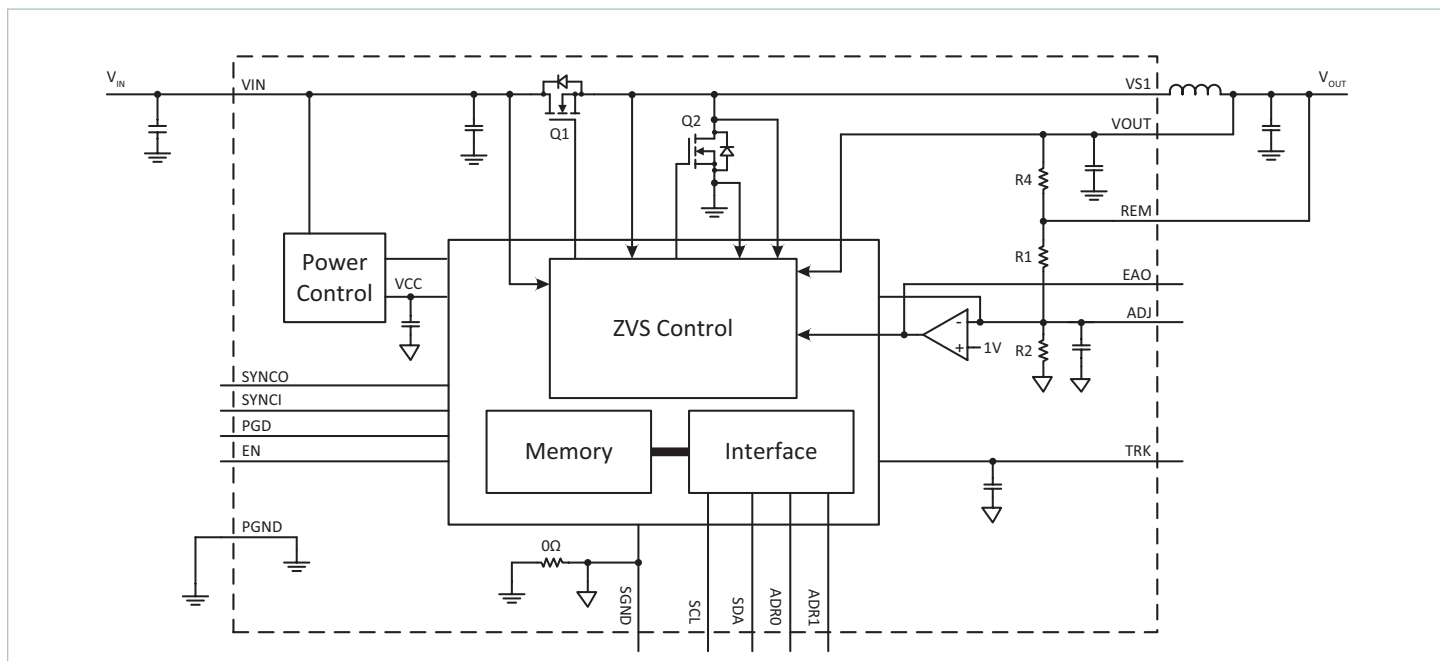 VIN
VIN
Q1
Q2
VS1
VOUT
VOUT
R4
REM
R1
EAO
ADJ
R2
1V
-
+
Power
Control
VCC
ZVS Control
SYNCO
SYNCI
PGD
EN
Memory
Interface
TRK
PGND
0Ω
SGND
SCL
SDA
ADR0
ADR1